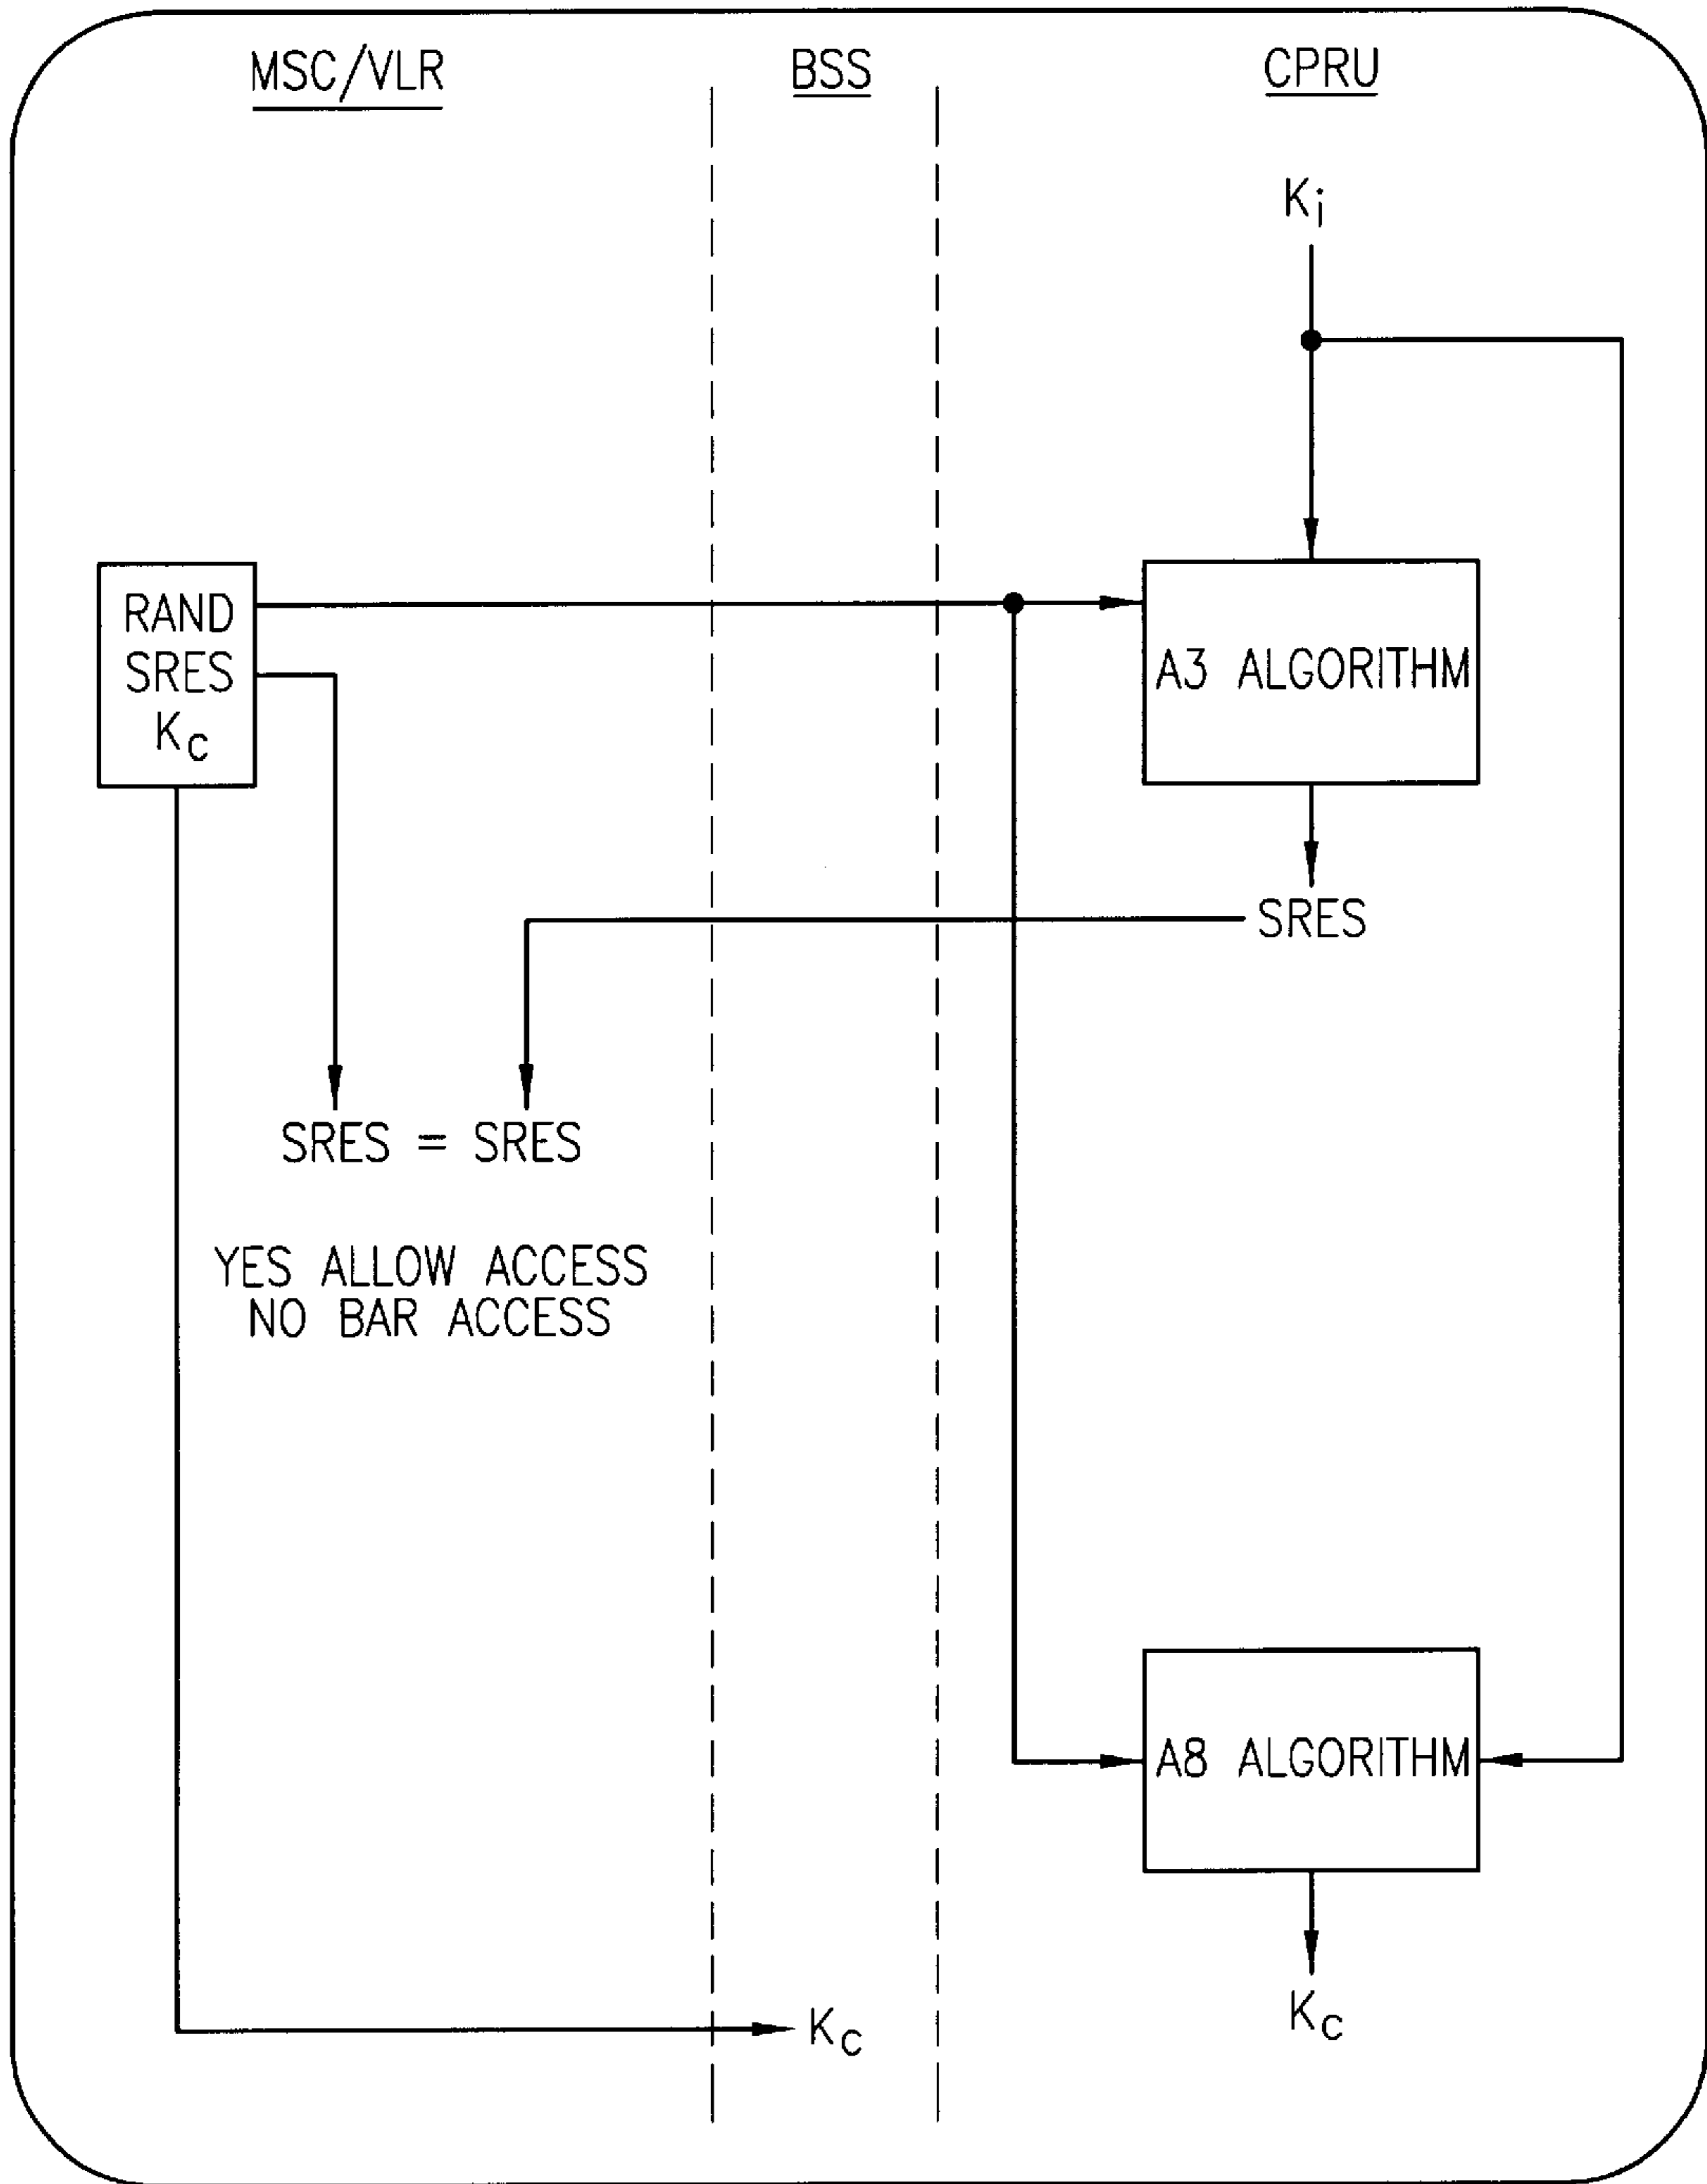 MSC/VLR
BSS
CPRU
Ki
RAND
SRES
Kc
A3 ALGORITHM
SRES
SRES = SRES
YES ALLOW ACCESS
NO BAR ACCESS
A8 ALGORITHM
Kc
Kc